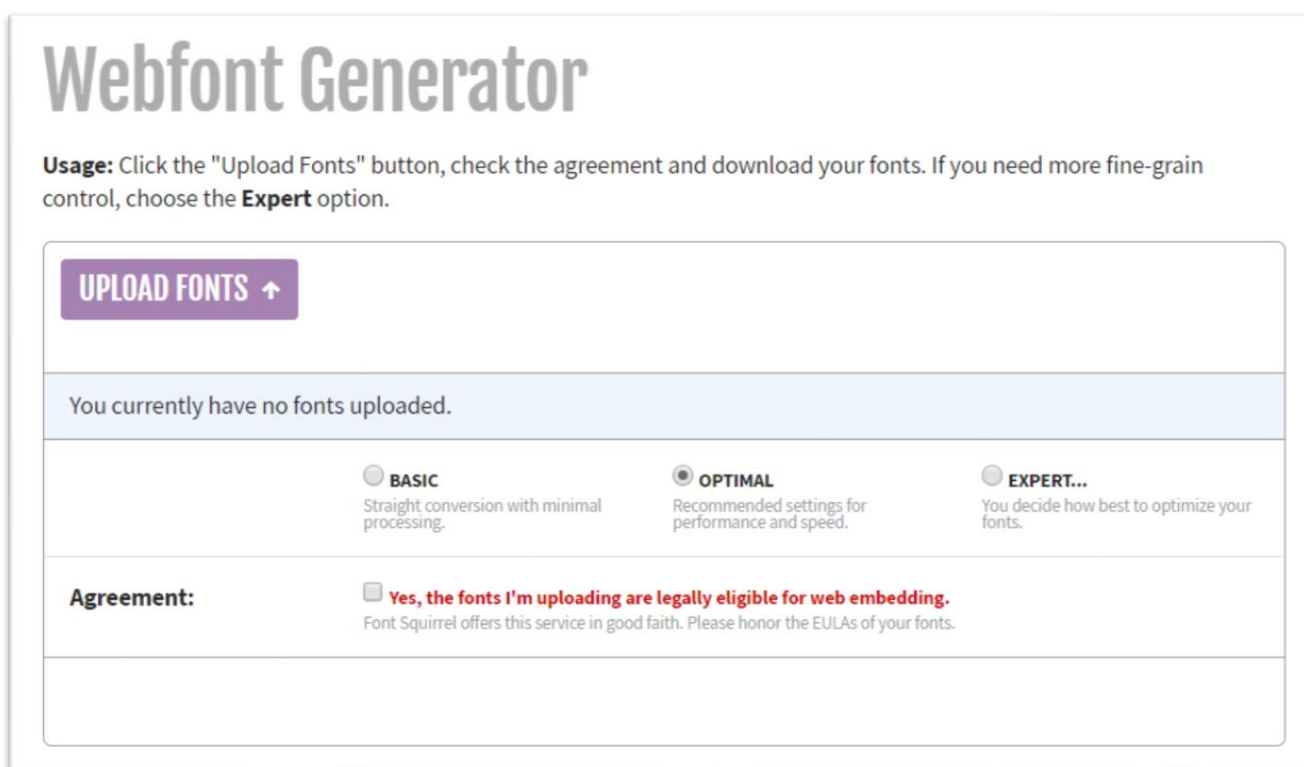 Webfont Generator
Usage: Click the "Upload Fonts" button, check the agreement and download your fonts. If you need more fine-grain
control, choose the Expert option.
UPLOAD FONTS ↑
You currently have no fonts uploaded.
BASIC
Straight conversion with minimal
processing.
OPTIMAL
Recommended settings for
performance and speed.
EXPERT...
You decide how best to optimize your
fonts.
Agreement:
Yes, the fonts I'm uploading are legally eligible for web embedding.
Font Squirrel offers this service in good faith. Please honor the EULAs of your fonts.